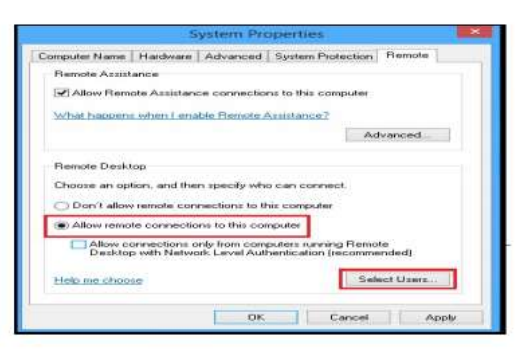 System Properties
Computer Name Hardware Advanced System Protection Remote
Remote Assistance
Allow Remote Assistance connections to this computer
What happens when I enable Remote Assistance?
Advanced...
Remote Desktop
Choose an option, and then specify who can connect.
Don't allow remote connections to this computer
Allow remote connections to this computer
Allow connections only from computers running Remote
Desktop with Network Level Authentication (recommended)
Help me choose
Select Users...
OK Cancel Apply